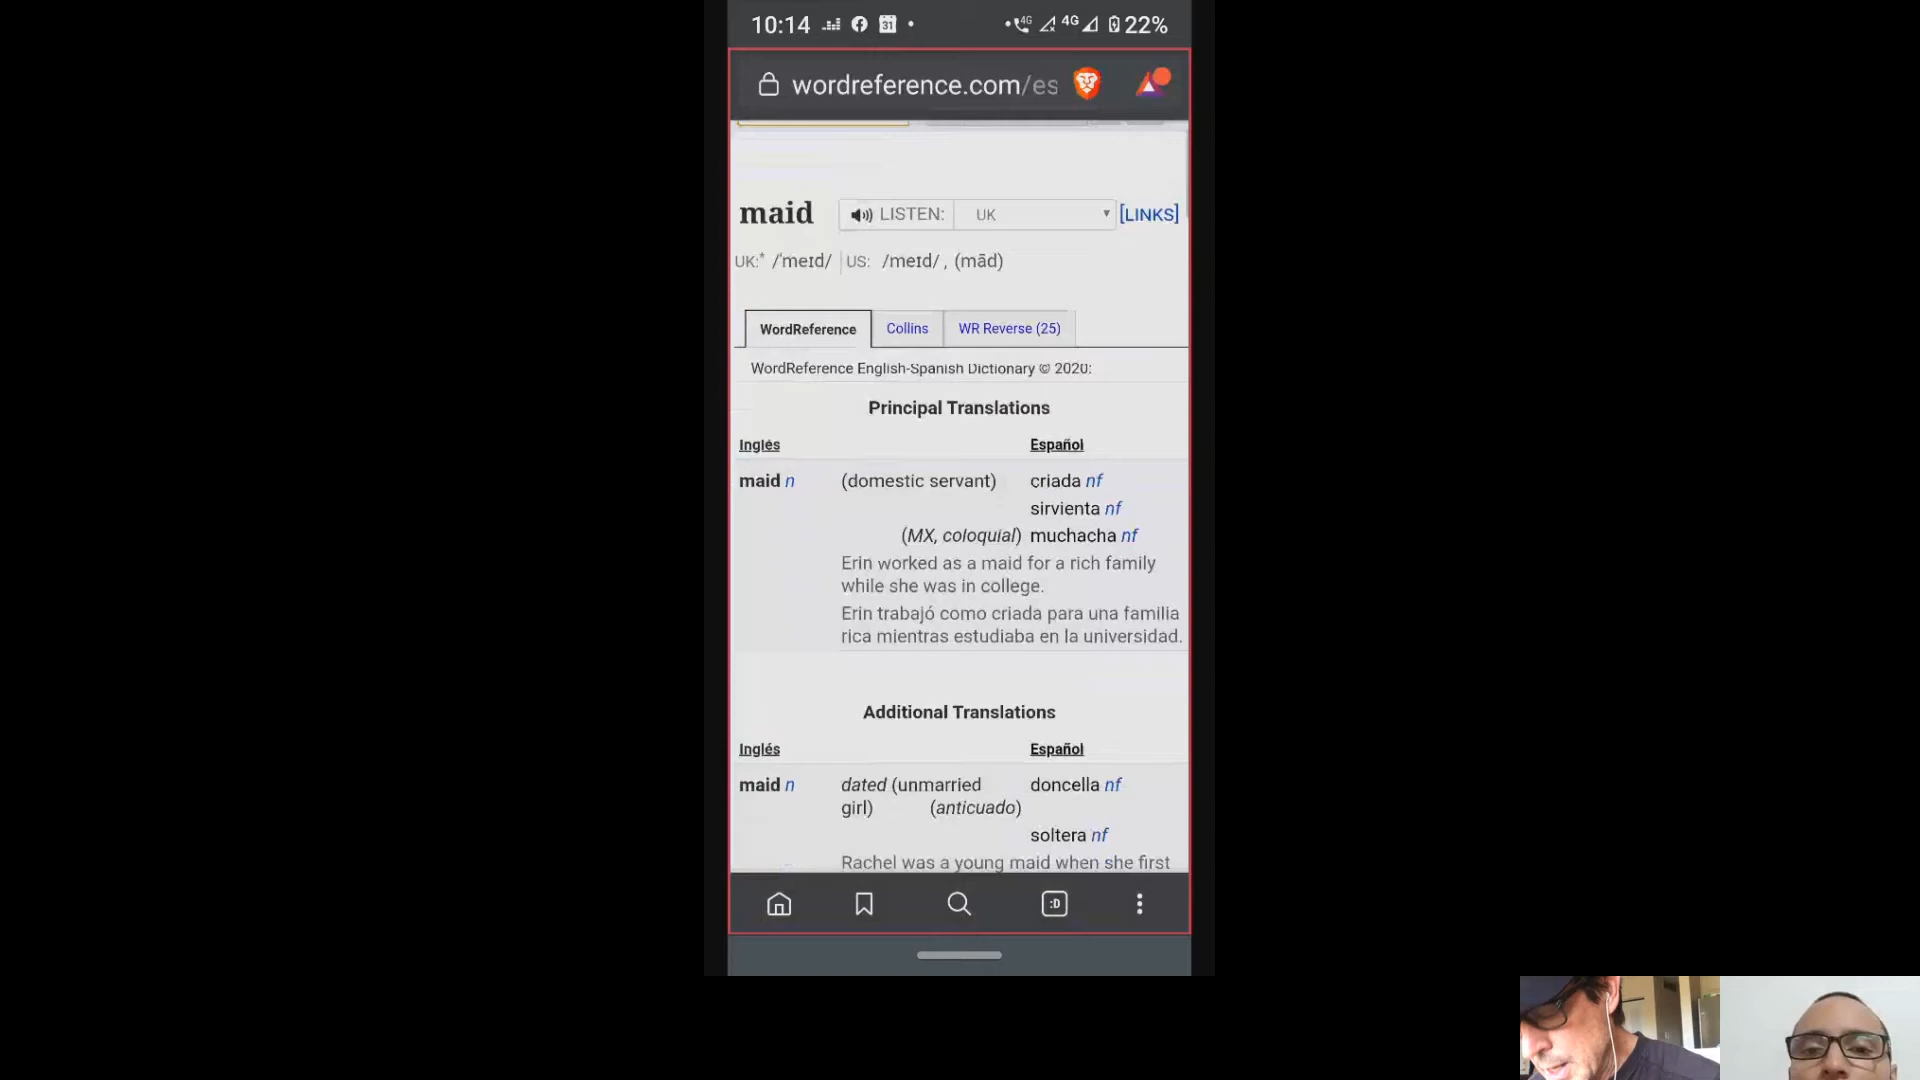 10:14 31 4G 4G 22%
wordreference.com/es
maid LISTEN: UK [LINKS]
UK:* /ˈmeɪd/ US: /meɪd/ , (mād)
WordReference Collins WR Reverse (25)
WordReference English-Spanish Dictionary © 2020:
Principal Translations
Inglés Español
maid n (domestic servant) criada nf
sirvienta nf
(MX, coloquial) muchacha nf
Erin worked as a maid for a rich family
while she was in college.
Erin trabajó como criada para una familia
rica mientras estudiaba en la universidad.
Additional Translations
Inglés Español
maid n dated (unmarried doncella nf
girl) (anticuado)
soltera nf
Rachel was a young maid when she first
:D